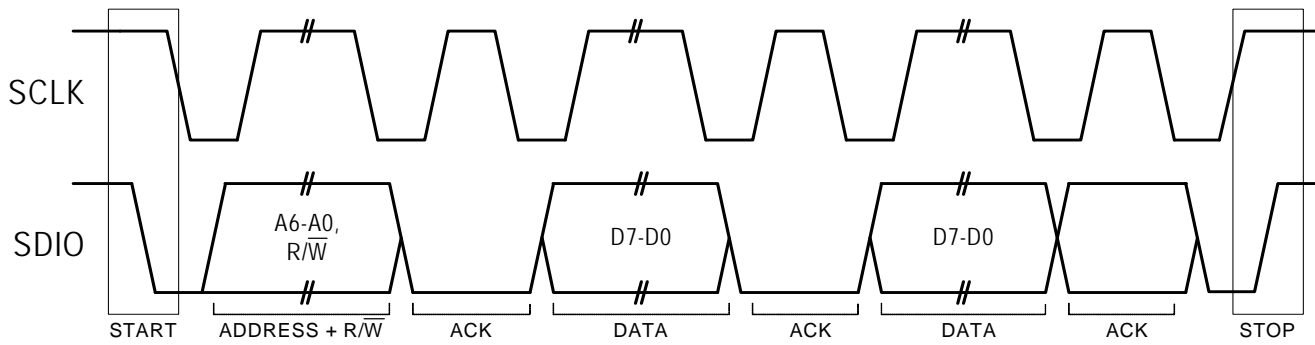 SCLK
SDIO
A6-A0,
R/W̅
D7-D0
D7-D0
START
ADDRESS + R/W̅
ACK
DATA
ACK
DATA
ACK
STOP